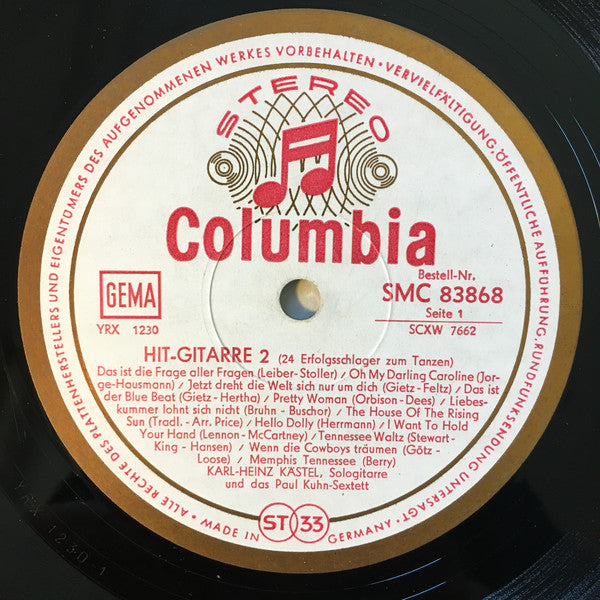 STEREO
Columbia
GEMA
YRX 1230
Bestell-Nr.
SMC 83868
Seite 1
SCXW 7662
HIT-GITARRE 2 (24 Erfolgsschlager zum Tanzen)
Das ist die Frage aller Fragen (Leiber-Stoller) / Oh My Darling Caroline (Jor-
ge-Hausmann) / Jetzt dreht die Welt sich nur um dich (Gietz-Feltz) / Das ist
der Blue Beat (Gietz-Hertha) / Pretty Woman (Orbison-Dees) / Liebes-
kummer lohnt sich nicht (Bruhn-Buschor) / The House Of The Rising
Sun (Tradl.-Arr. Price) / Hello Dolly (Herrmann) / I Want To Hold
Your Hand (Lennon-McCartney) / Tennessee Waltz (Stewart-
King-Hansen) / Wenn die Cowboys träumen (Götz-
Loose) / Memphis Tennessee (Berry)
KARL-HEINZ KÄSTEL, Sologitarre
und das Paul Kuhn-Sextett
ST 33
MADE IN GERMANY · ALLE RECHTE DES PLATTENHERSTELLERS UND EIGENTÜMERS DES AUFGENOMMENEN WERKES VORBEHALTEN · VERVIELFÄLTIGUNG, ÖFFENTLICHE AUFFÜHRUNG, RUNDFUNKSENDUNG UNTERSAGT ·
YRX 1230 1